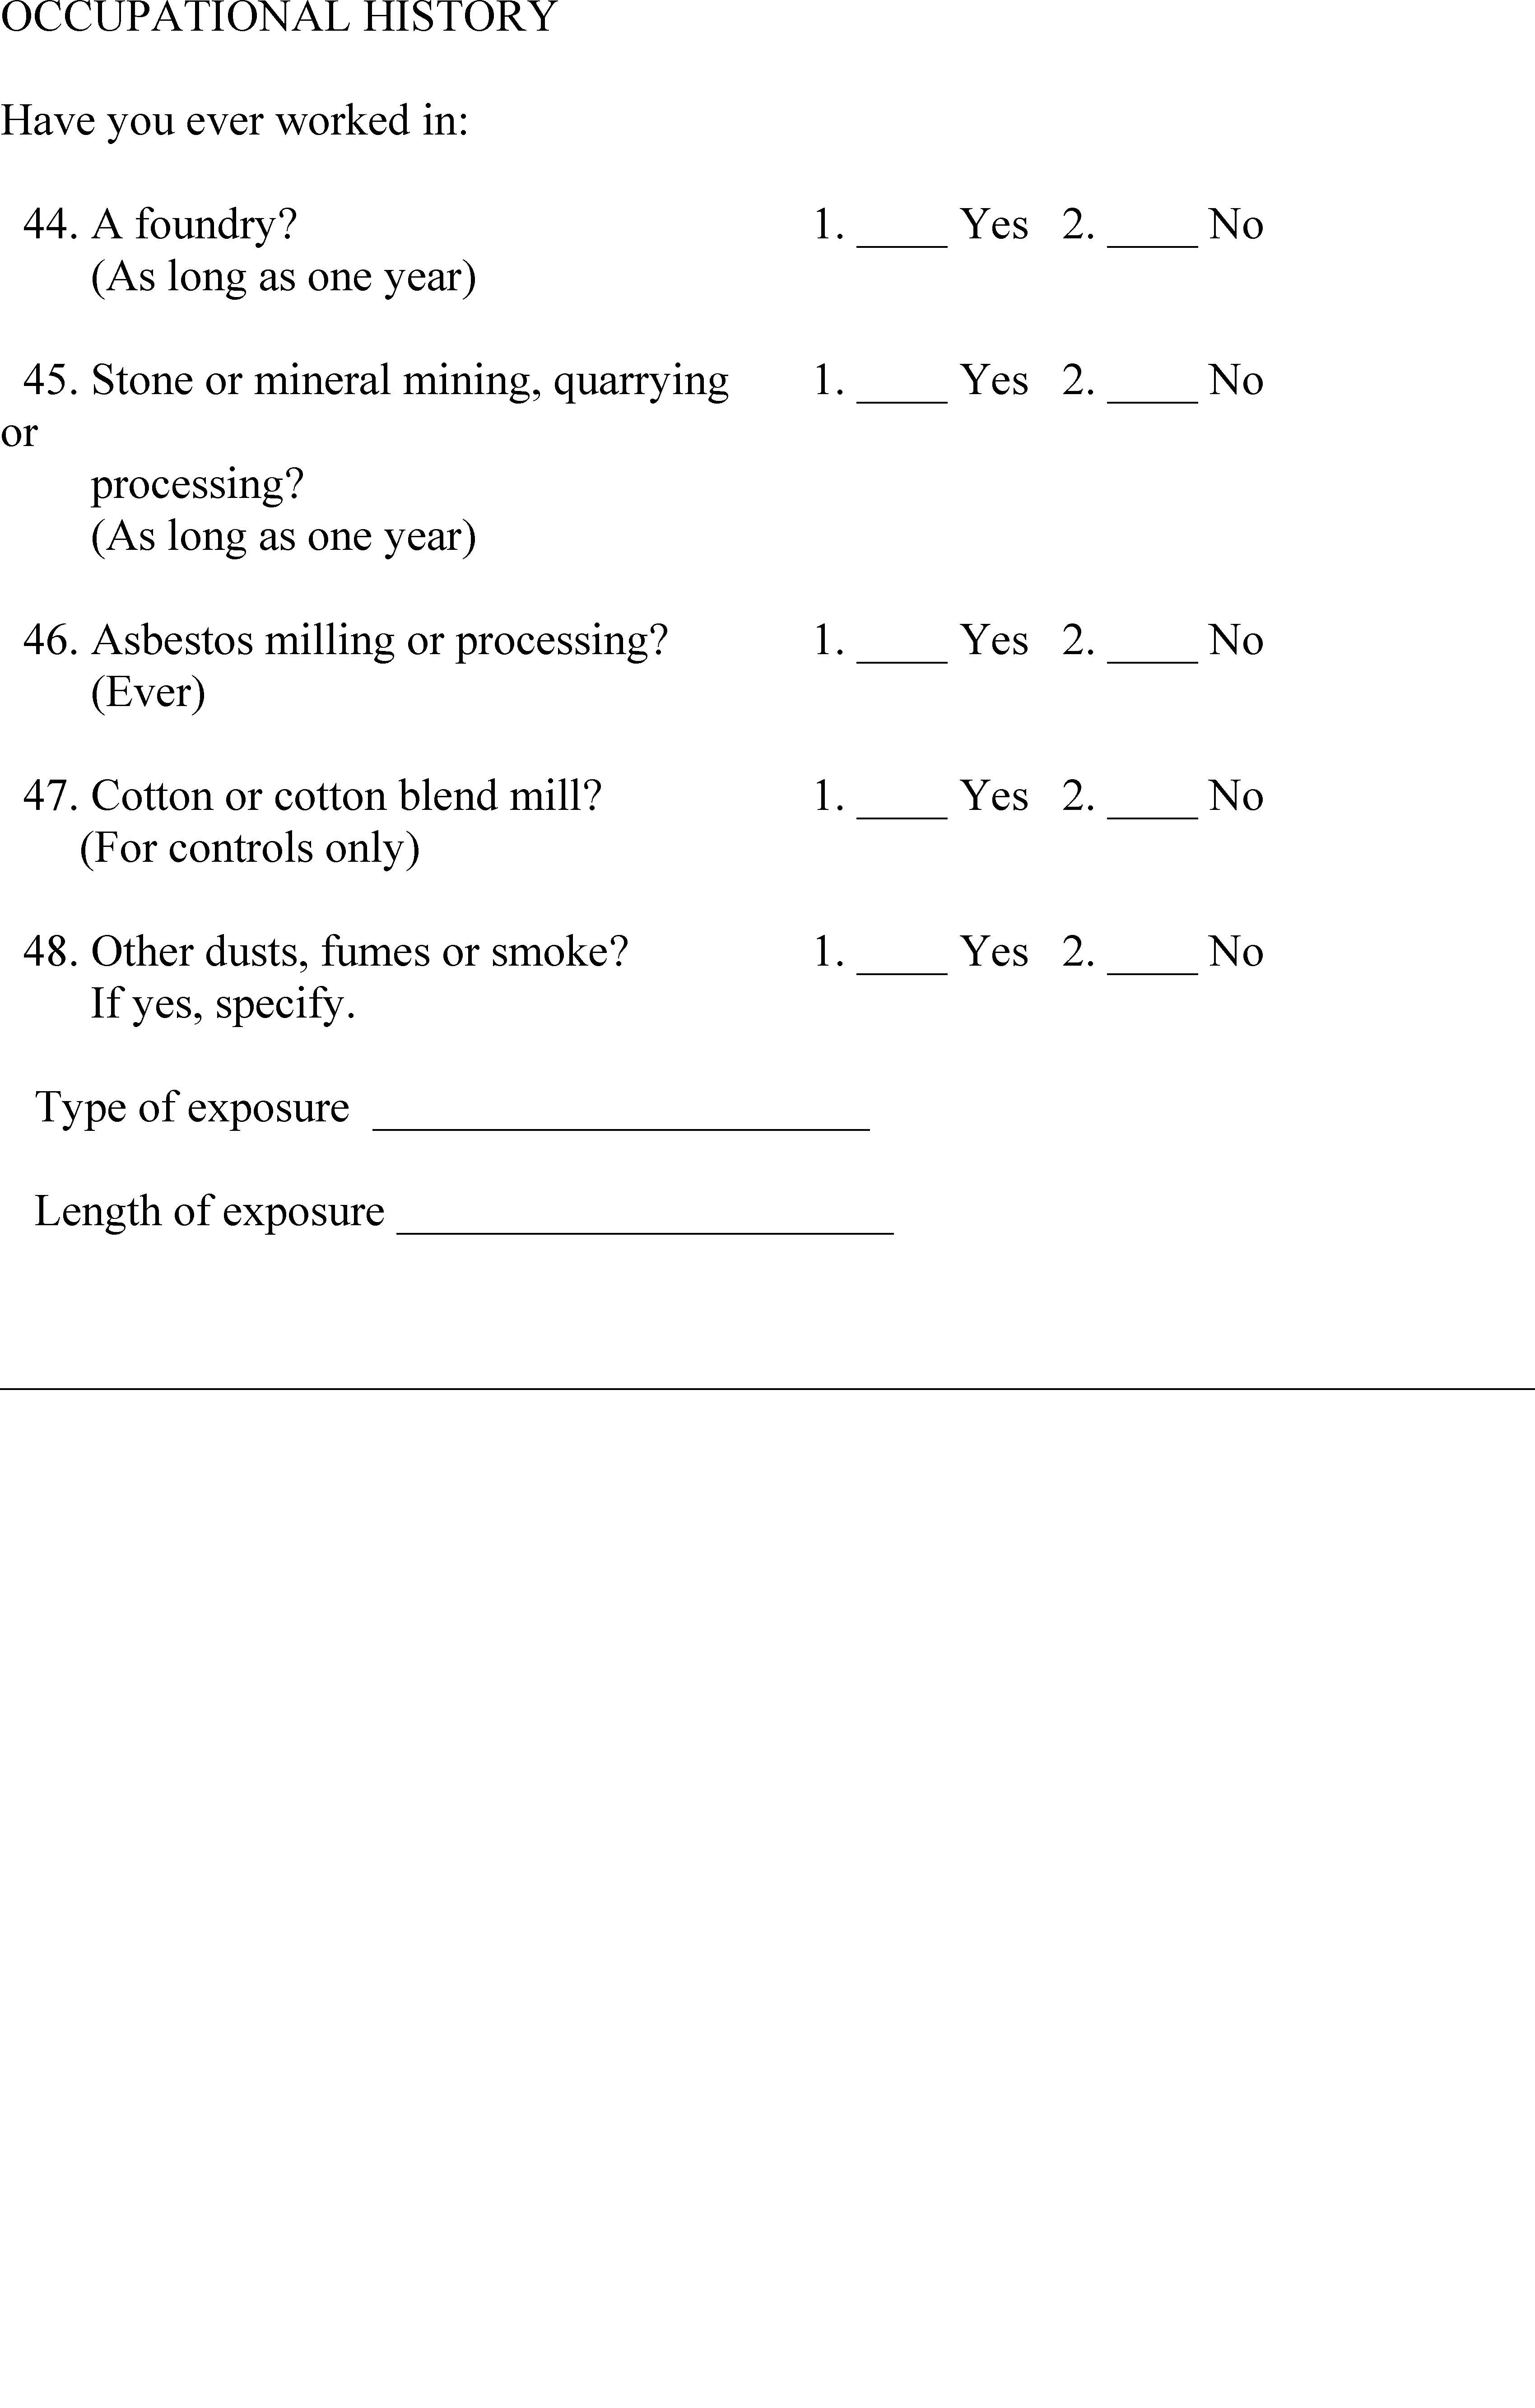 OCCUPATIONAL HISTORY
Have you ever worked in:
44. A foundry? 1. ____ Yes 2. ____ No
(As long as one year)
45. Stone or mineral mining, quarrying 1. ____ Yes 2. ____ No
or
processing?
(As long as one year)
46. Asbestos milling or processing? 1. ____ Yes 2. ____ No
(Ever)
47. Cotton or cotton blend mill? 1. ____ Yes 2. ____ No
(For controls only)
48. Other dusts, fumes or smoke? 1. ____ Yes 2. ____ No
If yes, specify.
Type of exposure ______________________
Length of exposure ______________________